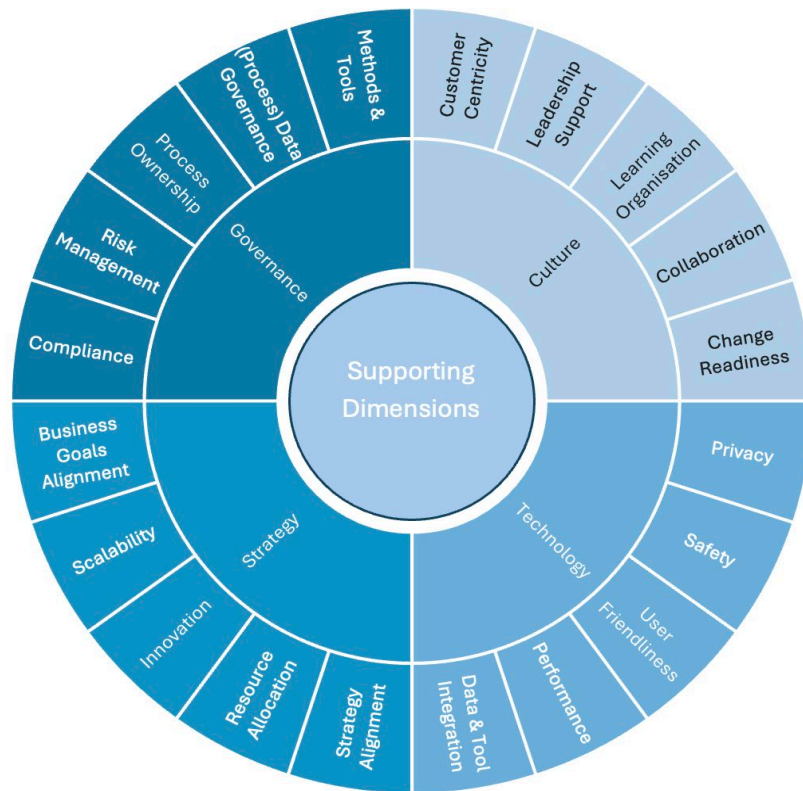 Supporting
Dimensions
Governance
Culture
Technology
Strategy
Customer
Centricity
Leadership
Support
Learning
Organisation
Collaboration
Change
Readiness
Privacy
Safety
User
Friendliness
Performance
Data & Tool
Integration
Strategy
Alignment
Resource
Allocation
Innovation
Scalability
Business
Goals
Alignment
Compliance
Risk
Management
Process
Ownership
(Process) Data
Governance
Methods &
Tools